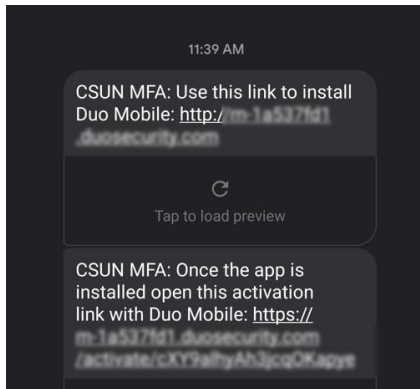 11:39 AM
CSUN MFA: Use this link to install
Duo Mobile: http:/
Tap to load preview
CSUN MFA: Once the app is
installed open this activation
link with Duo Mobile: https://